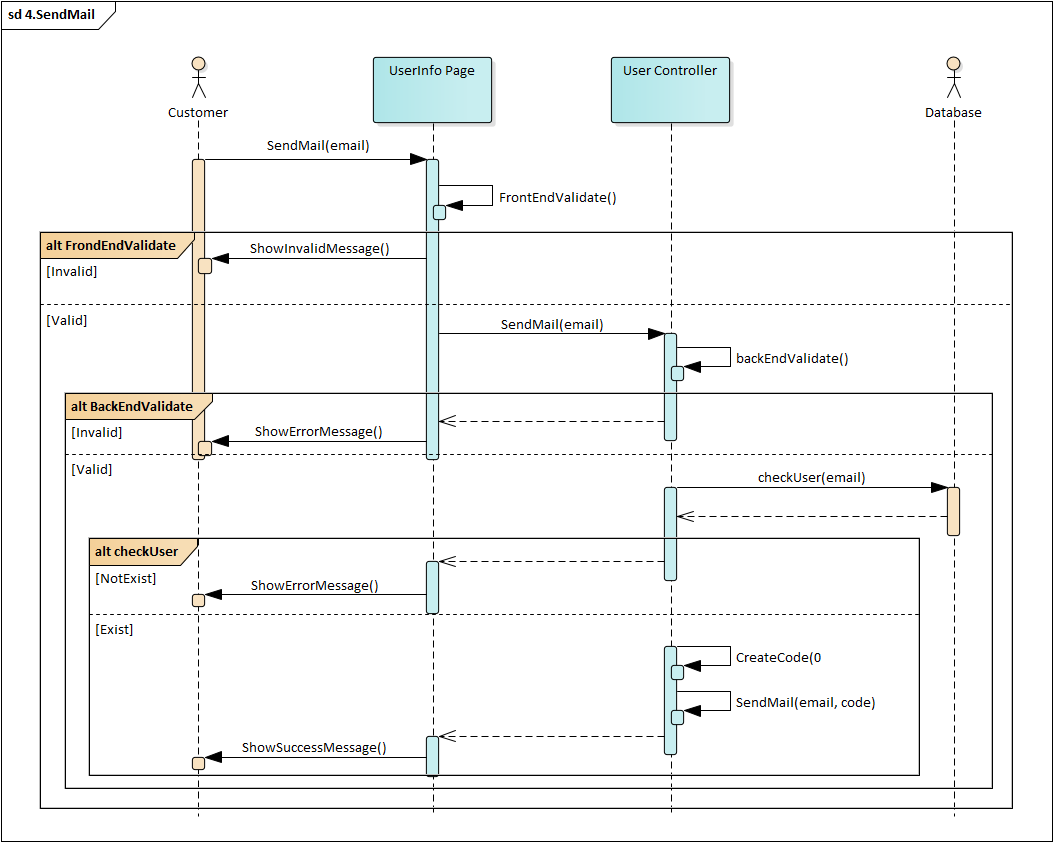 sd 4.SendMail
UserInfo Page
User Controller
Customer
Database
SendMail(email)
FrontEndValidate()
alt FrondEndValidate
ShowInvalidMessage()
[Invalid]
[Valid]
SendMail(email)
backEndValidate()
alt BackEndValidate
[Invalid]
ShowErrorMessage()
[Valid]
checkUser(email)
alt checkUser
[NotExist]
ShowErrorMessage()
[Exist]
CreateCode(0
SendMail(email, code)
ShowSuccessMessage()